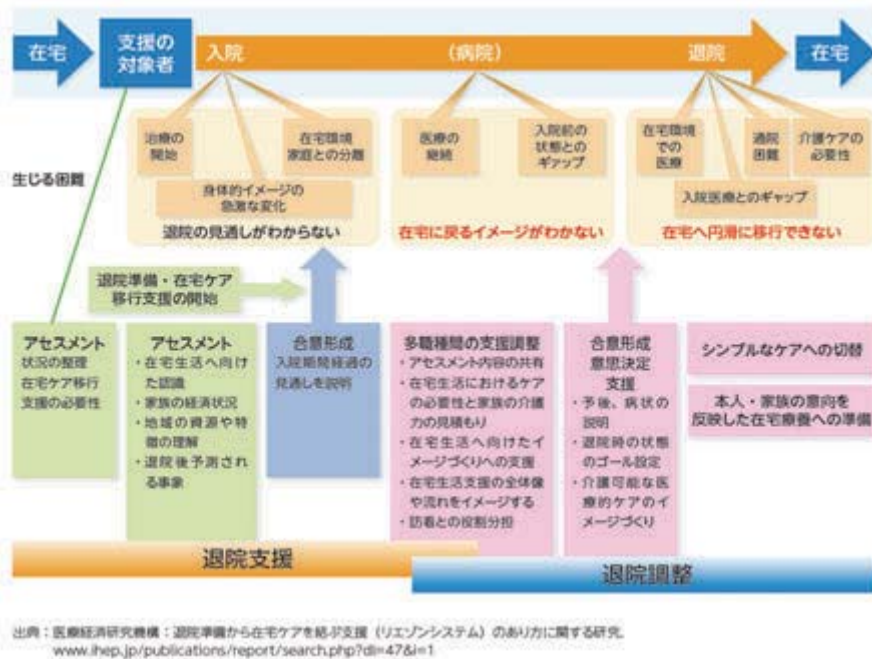 在宅
支援の
対象者
入院
(病院)
退院
在宅
生じる困難
治療の
開始
在宅環境
家庭との分離
身体的イメージの
急激な変化
退院の見通しがわからない
医療の
継続
入院前の
状態との
ギャップ
在宅に戻るイメージがわかない
在宅環境
での
医療
通院
困難
介護ケアの
必要性
入院医療とのギャップ
在宅へ円滑に移行できない
退院準備・在宅ケア
移行支援の開始
アセスメント
状況の整理
在宅ケア移行
支援の必要性
アセスメント
・在宅生活へ向け
た認識
・家族の経済状況
・地域の資源や特
徴の理解
・退院後予測され
る事象
合意形成
入院期間経過の
見通しを説明
多職種間の支援調整
・アセスメント内容の共有
・在宅生活におけるケア
の必要性と家族の介護
力の見積もり
・在宅生活へ向けたイ
メージづくりへの支援
・在宅生活支援の全体像
や流れをイメージする
・訪看との役割分担
合意形成
意思決定
支援
・予後、病状の
説明
・退院時の状態
のゴール設定
・介護可能な医
療的ケアのイ
メージづくり
シンプルなケアへの切替
本人・家族の意向を
反映した在宅療養への準備
退院支援
退院調整
出典：医療経済研究機構：退院準備から在宅ケアを結ぶ支援（リエゾンシステム）のあり方に関する研究.
www.ihep.jp/publications/report/search.php?dl=47&i=1